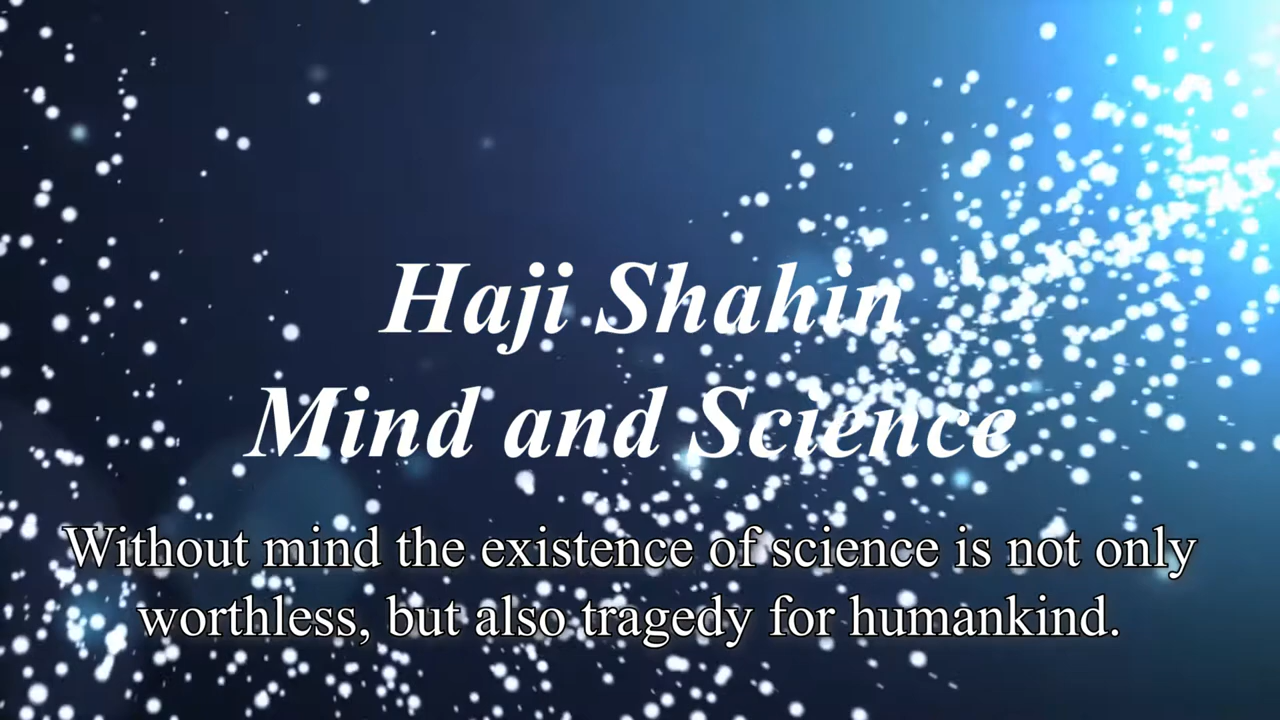 Haji Shahin
Mind and Science
Without mind the existence of science is not only
worthless, but also tragedy for humankind.